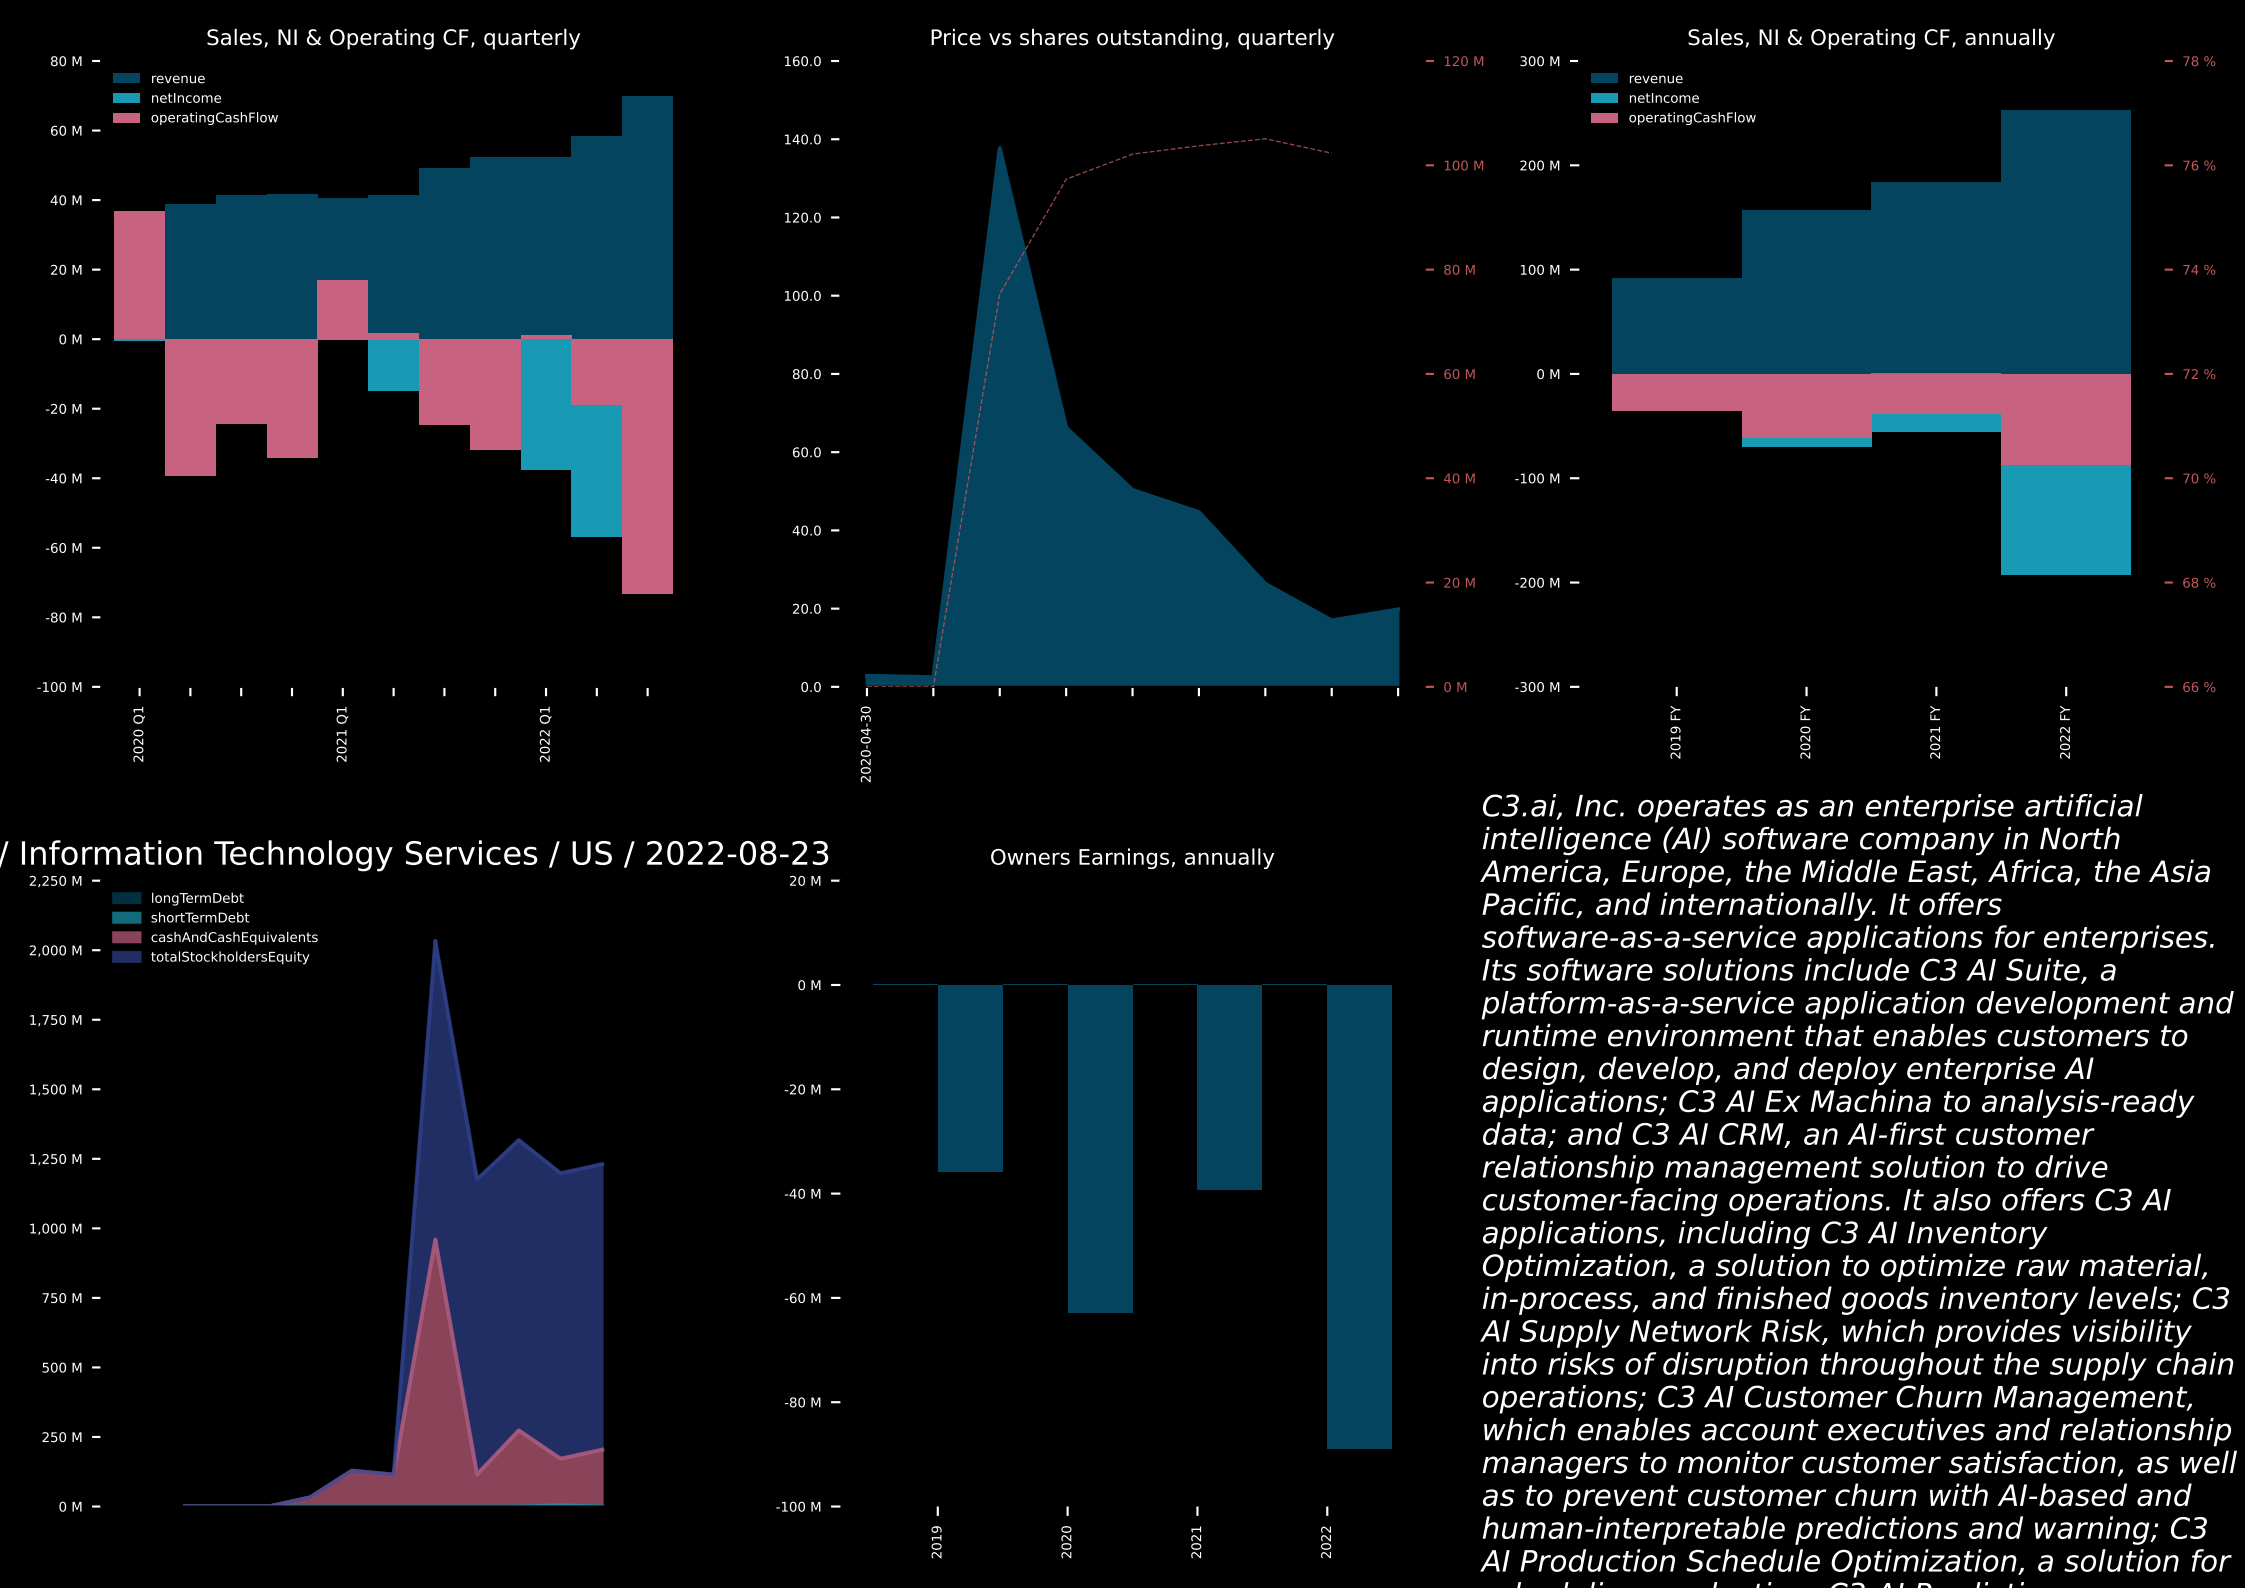 Sales, NI & Operating CF, quarterly
80 M
60 M
40 M
20 M
0 M
-20 M
-40 M
-60 M
-80 M
-100 M
revenue
netIncome
operatingCashFlow
2020 Q1
2021 Q1
2022 Q1
Price vs shares outstanding, quarterly
160.0
140.0
120.0
100.0
80.0
60.0
40.0
20.0
0.0
120 M
100 M
80 M
60 M
40 M
20 M
0 M
2020-04-30
Sales, NI & Operating CF, annually
300 M
200 M
100 M
0 M
-100 M
-200 M
-300 M
revenue
netIncome
operatingCashFlow
78 %
76 %
74 %
72 %
70 %
68 %
66 %
2019 FY
2020 FY
2021 FY
2022 FY
/ Information Technology Services / US / 2022-08-23
2,250 M
2,000 M
1,750 M
1,500 M
1,250 M
1,000 M
750 M
500 M
250 M
0 M
longTermDebt
shortTermDebt
cashAndCashEquivalents
totalStockholdersEquity
Owners Earnings, annually
20 M
0 M
-20 M
-40 M
-60 M
-80 M
-100 M
2019
2020
2021
2022
C3.ai, Inc. operates as an enterprise artificial
intelligence (AI) software company in North
America, Europe, the Middle East, Africa, the Asia
Pacific, and internationally. It offers
software-as-a-service applications for enterprises.
Its software solutions include C3 AI Suite, a
platform-as-a-service application development and
runtime environment that enables customers to
design, develop, and deploy enterprise AI
applications; C3 AI Ex Machina to analysis-ready
data; and C3 AI CRM, an AI-first customer
relationship management solution to drive
customer-facing operations. It also offers C3 AI
applications, including C3 AI Inventory
Optimization, a solution to optimize raw material,
in-process, and finished goods inventory levels; C3
AI Supply Network Risk, which provides visibility
into risks of disruption throughout the supply chain
operations; C3 AI Customer Churn Management,
which enables account executives and relationship
managers to monitor customer satisfaction, as well
as to prevent customer churn with AI-based and
human-interpretable predictions and warning; C3
AI Production Schedule Optimization, a solution for